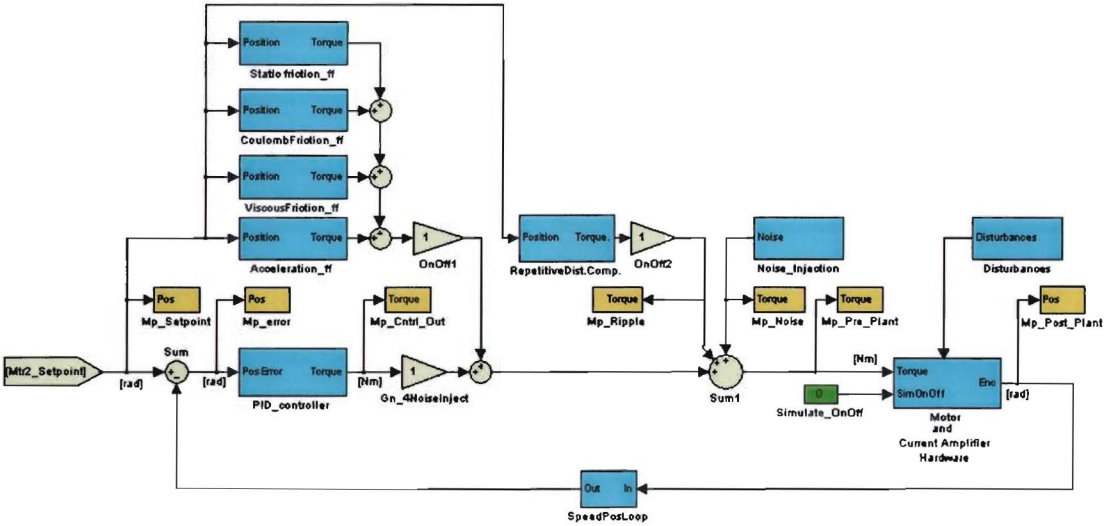 Position Torque
Static friction_ff
Position Torque
CoulombFriction_ff
Position Torque
ViscousFriction_ff
Position Torque
Acceleration_ff
1
OnOff1
Position Torque.
RepetitiveDist.Comp.
1
OnOff2
Noise
Noise_Injection
Disturbances
Disturbances
Pos
Mp_Setpoint
Pos
Mp_error
Torque
Mp_Cntrl_Out
Torque
Mp_Ripple
Torque
Mp_Noise
Torque
Mp_Pre_Plant
Pos
Mp_Post_Plant
[Mtr2_Setpoint]
[rad]
Sum
[rad]
PosError Torque
PID_controller
[Nm]
1
Gn_4NoiseInject
Sum1
[Nm]
0
Simulate_OnOff
Torque
SimOnOff
Enc
[rad]
Motor
and
Current Amplifier
Hardware
Out In
SpeedPosLoop